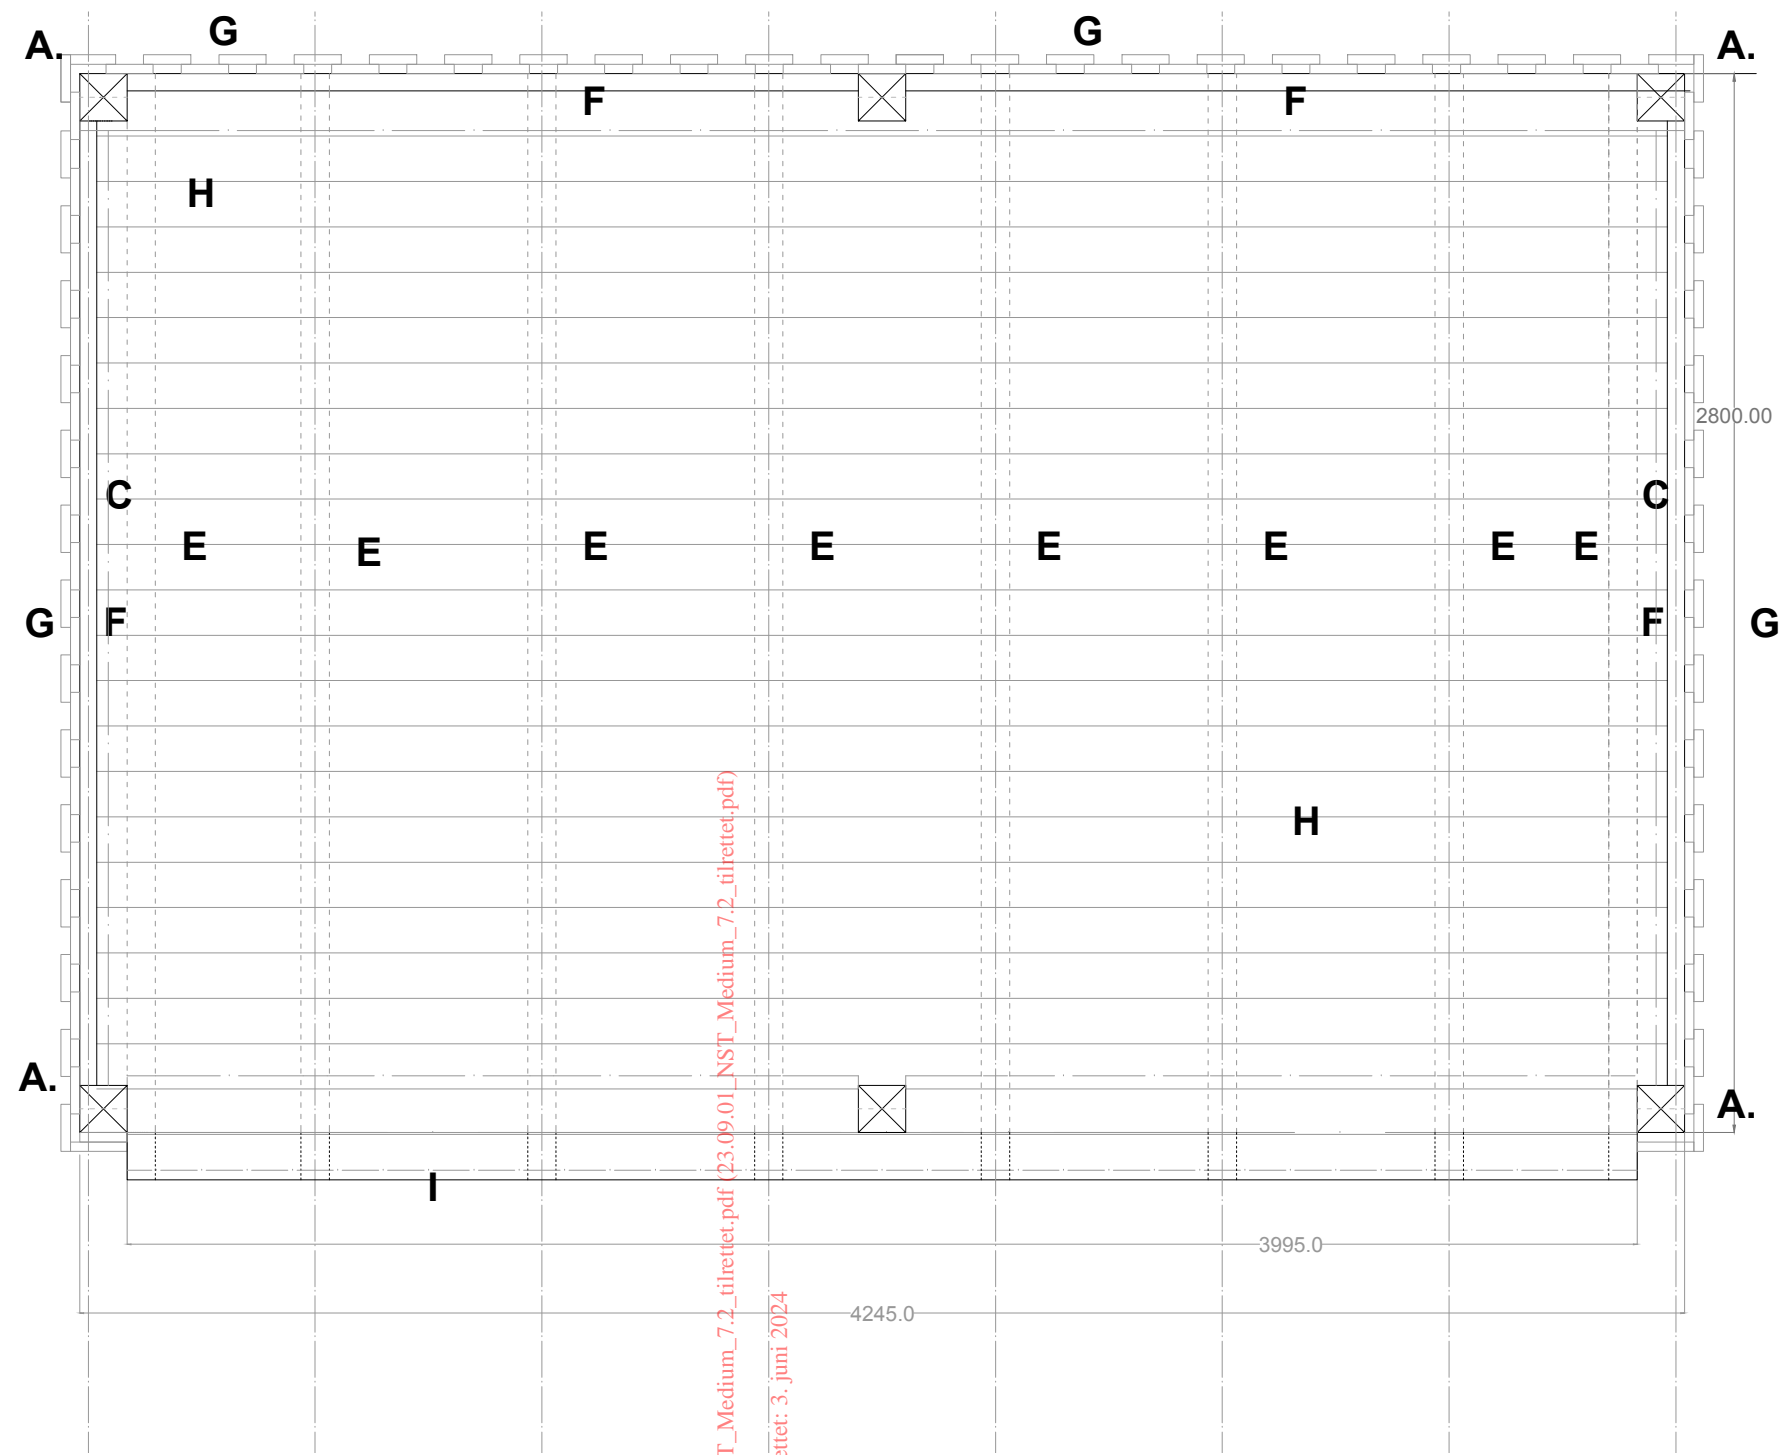 A. G G A.
F F
H
2800.00
C C
E E E E E E E E
G F F G
H
A. A.
I
3995.0
4245.0
T_Medium_7.2_tilrettet.pdf (23.09.01_NST_Medium_7.2_tilrettet.pdf)
ettet: 3. juni 2024